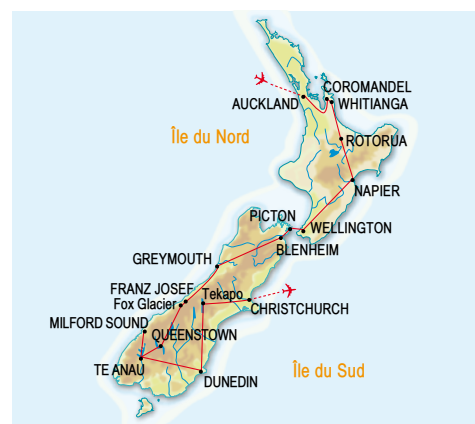 COROMANDEL
AUCKLAND
WHITIANGA
Île du Nord
ROTORUA
NAPIER
PICTON
WELLINGTON
BLENHEIM
GREYMOUTH
FRANZ JOSEF
Fox Glacier
Tekapo
CHRISTCHURCH
MILFORD SOUND
QUEENSTOWN
TE ANAU
Île du Sud
DUNEDIN